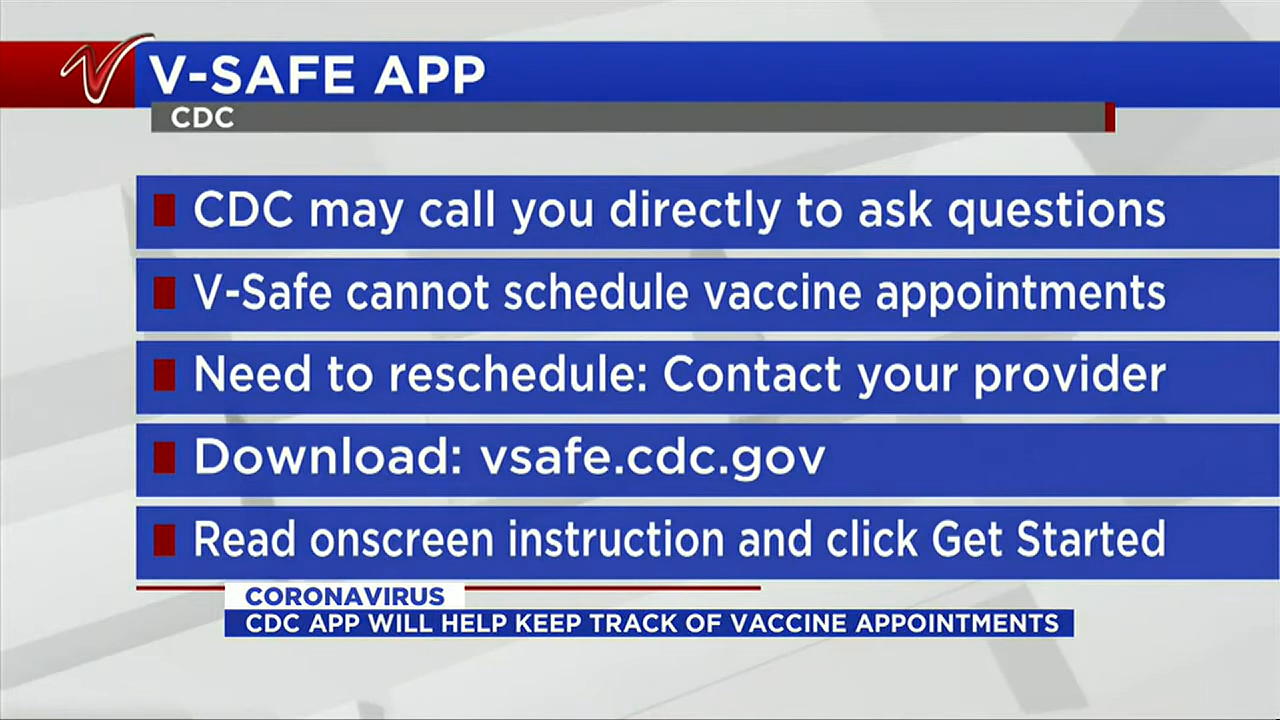 V-SAFE APP
CDC
CDC may call you directly to ask questions
V-Safe cannot schedule vaccine appointments
Need to reschedule: Contact your provider
Download: vsafe.cdc.gov
Read onscreen instruction and click Get Started
CORONAVIRUS
CDC APP WILL HELP KEEP TRACK OF VACCINE APPOINTMENTS